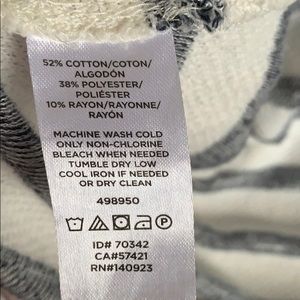 52% COTTON/COTON/
ALGODÓN
38% POLYESTER/
POLIÉSTER
10% RAYON/RAYONNE/
RAYÓN
MACHINE WASH COLD
ONLY NON-CHLORINE
BLEACH WHEN NEEDED
TUMBLE DRY LOW
COOL IRON IF NEEDED
OR DRY CLEAN
498950
ID# 70342
CA#57421
RN#140923